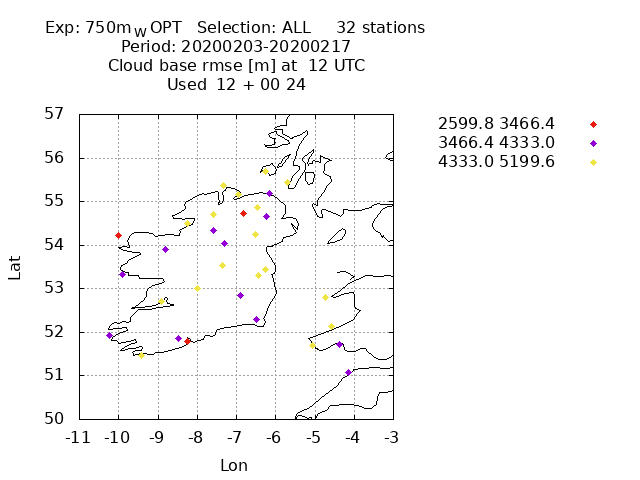 Exp: 750m_W OPT   Selection: ALL     32 stations
Period: 20200203-20200217
Cloud base rmse [m] at  12 UTC
Used  12 + 00 24
2599.8 3466.4
3466.4 4333.0
4333.0 5199.6
57
56
55
54
53
52
51
50
Lat
-11 -10 -9 -8 -7 -6 -5 -4 -3
Lon